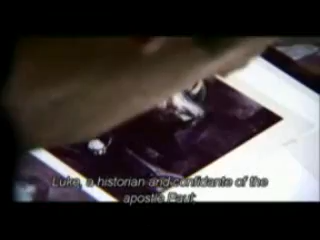 Luke, a historian and confidante of the
apostle Paul